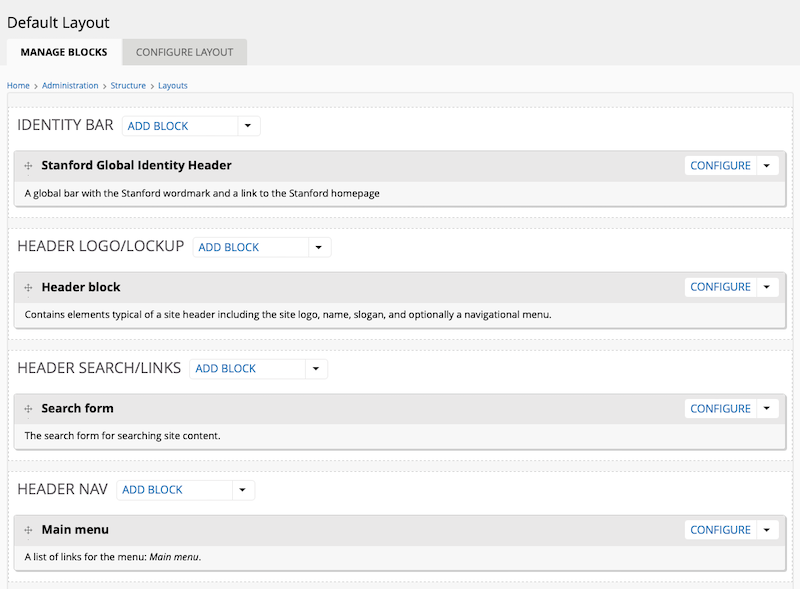 Default Layout
MANAGE BLOCKS CONFIGURE LAYOUT
Home > Administration > Structure > Layouts
IDENTITY BAR ADD BLOCK
Stanford Global Identity Header CONFIGURE
A global bar with the Stanford wordmark and a link to the Stanford homepage
HEADER LOGO/LOCKUP ADD BLOCK
Header block CONFIGURE
Contains elements typical of a site header including the site logo, name, slogan, and optionally a navigational menu.
HEADER SEARCH/LINKS ADD BLOCK
Search form CONFIGURE
The search form for searching site content.
HEADER NAV ADD BLOCK
Main menu CONFIGURE
A list of links for the menu: Main menu.